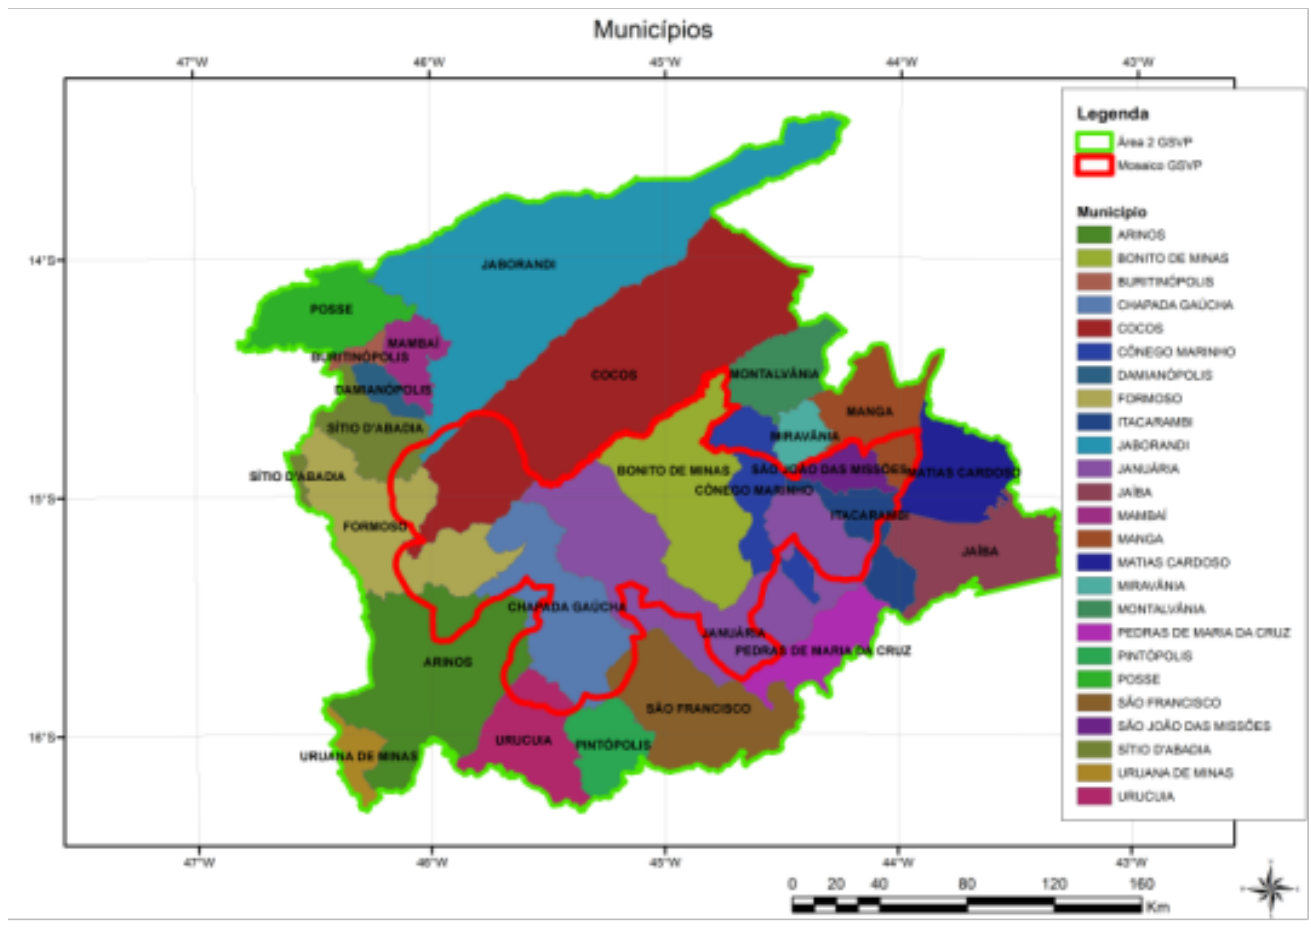 Municípios
47°W 46°W 45°W 44°W 43°W
Legenda
Área 2 GSVP
Mosaico GSVP
Município
ARINOS
BONITO DE MINAS
BURITINÓPOLIS
CHAPADA GAÚCHA
COCOS
CÔNEGO MARINHO
DAMIANÓPOLIS
FORMOSO
ITACARAMBI
JABORANDI
JANUÁRIA
JAÍBA
MAMBAÍ
MANGA
MATIAS CARDOSO
MIRAVÂNIA
MONTALVÂNIA
PEDRAS DE MARIA DA CRUZ
PINTÓPOLIS
POSSE
SÃO FRANCISCO
SÃO JOÃO DAS MISSÕES
SÍTIO D'ABADIA
URUANA DE MINAS
URUCUIA
14°S
JABORANDI
POSSE
MAMBAÍ
BURITINÓPOLIS
COCOS
MONTALVÂNIA
DAMIANÓPOLIS
MANGA
SÍTIO D'ABADIA
MIRAVÂNIA
SÍTIO D'ABADIA
BONITO DE MINAS
SÃO JOÃO DAS MISSÕES
MATIAS CARDOSO
CÔNEGO MARINHO
15°S
ITACARAMBI
FORMOSO
JAÍBA
CHAPADA GAÚCHA
JANUÁRIA
PEDRAS DE MARIA DA CRUZ
ARINOS
SÃO FRANCISCO
16°S
URUCUIA
PINTÓPOLIS
URUANA DE MINAS
47°W 46°W 45°W 44°W 43°W
0 20 40 80 120 160
Km